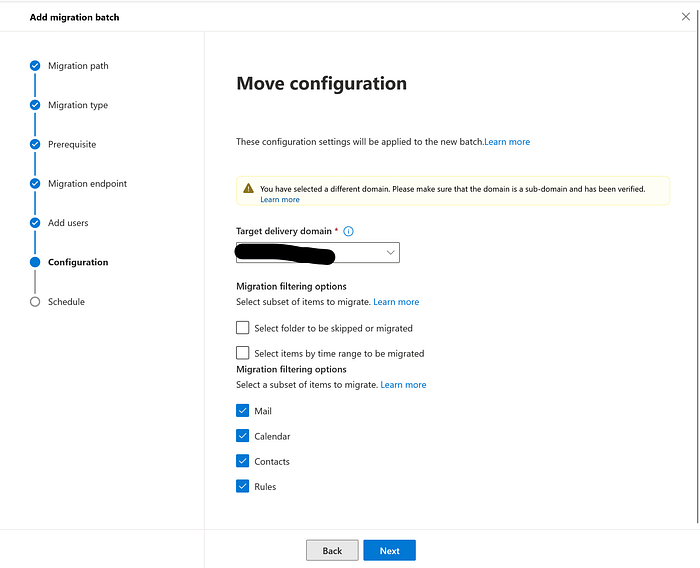 Add migration batch
Migration path
Migration type
Prerequisite
Migration endpoint
Add users
Configuration
Schedule
Move configuration
These configuration settings will be applied to the new batch.Learn more
You have selected a different domain. Please make sure that the domain is a sub-domain and has been verified.
Learn more
Target delivery domain *
Migration filtering options
Select subset of items to migrate. Learn more
Select folder to be skipped or migrated
Select items by time range to be migrated
Migration filtering options
Select a subset of items to migrate. Learn more
Mail
Calendar
Contacts
Rules
Back
Next